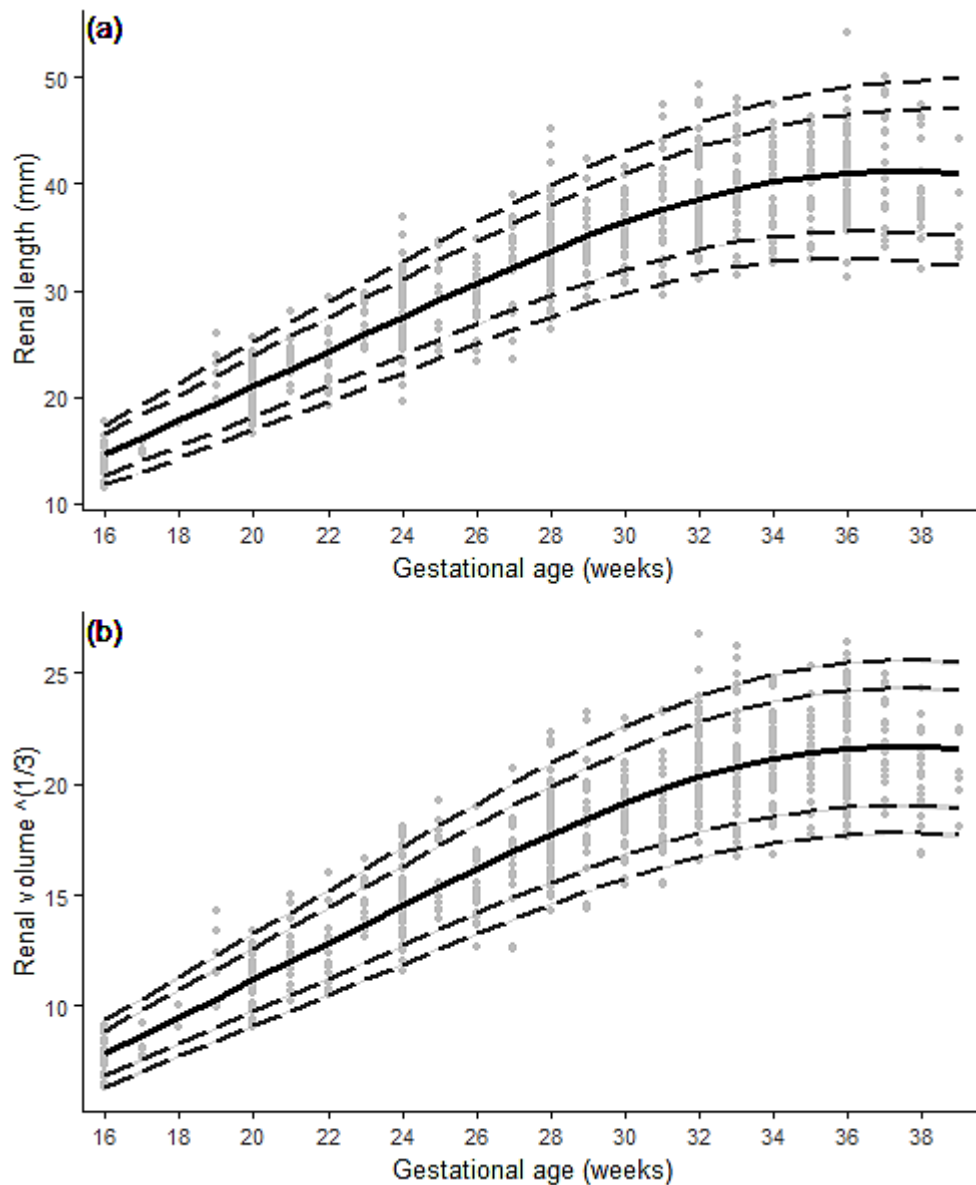 (a)
Renal length (mm)
50
40
30
20
10
16 18 20 22 24 26 28 30 32 34 36 38
Gestational age (weeks)
(b)
Renal volume ^(1/3)
25
20
15
10
16 18 20 22 24 26 28 30 32 34 36 38
Gestational age (weeks)